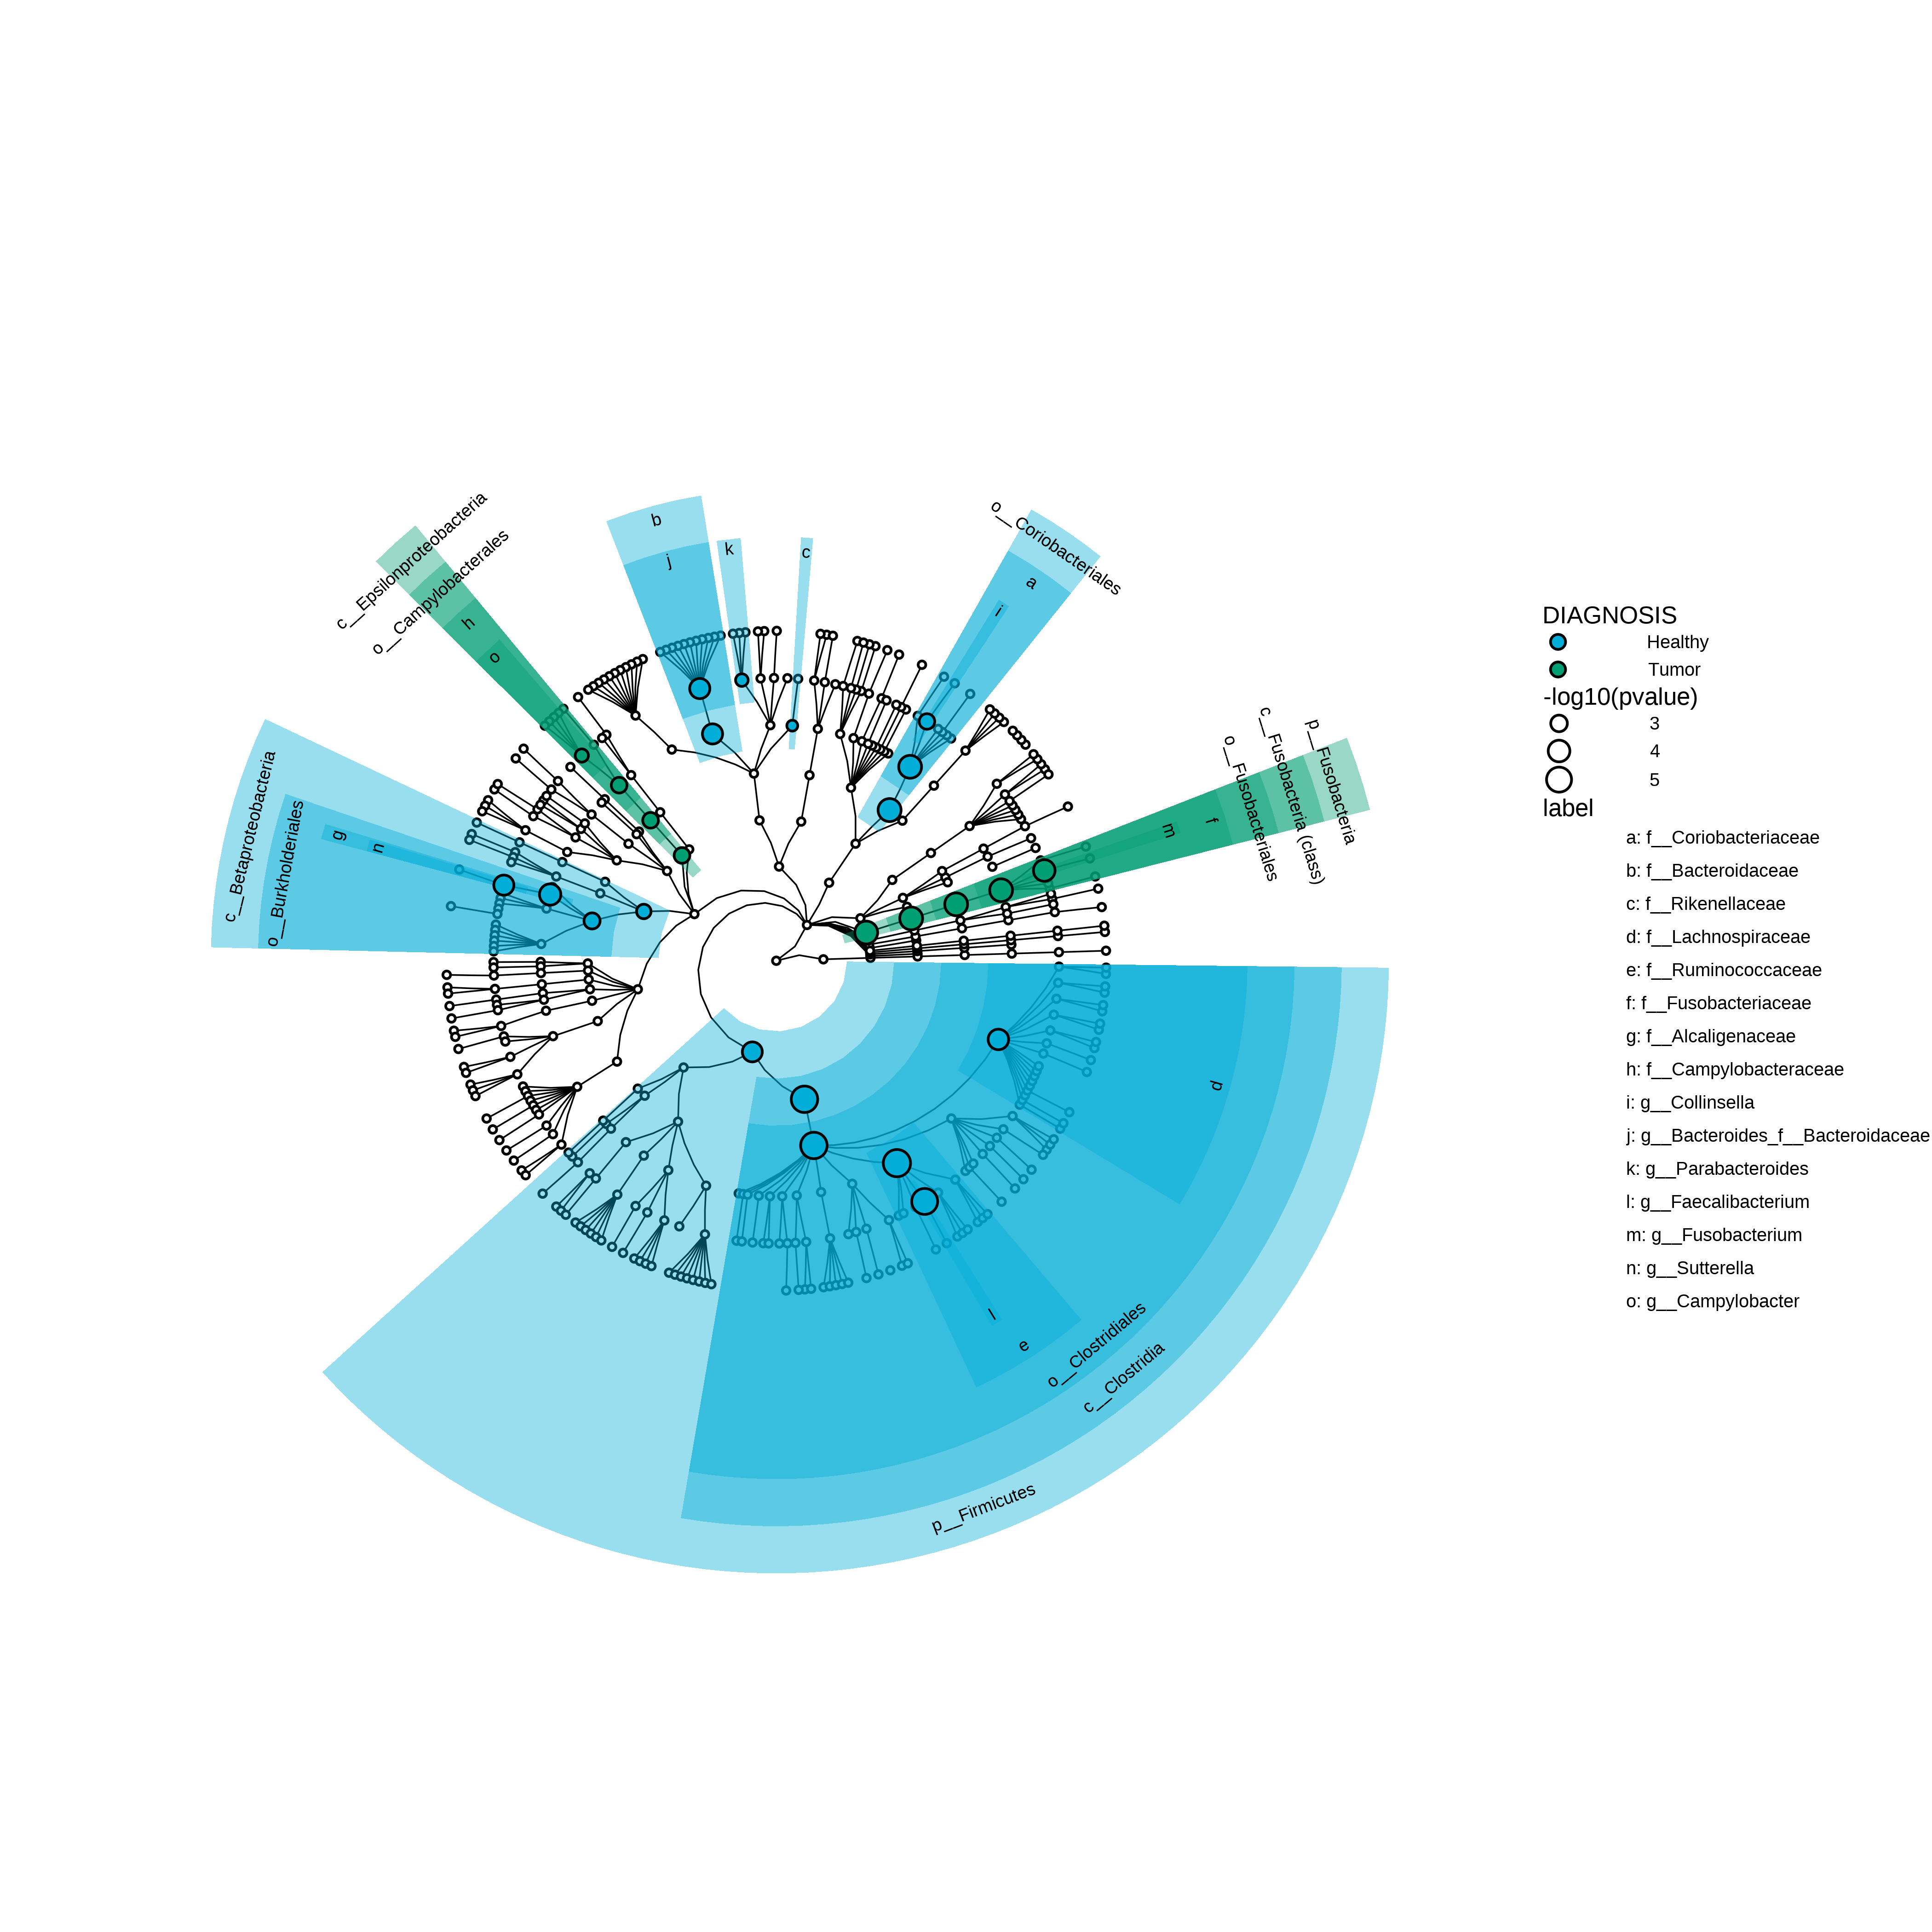 c__Epsilonproteobacteria
o__Campylobacterales
h
o
b
j
k
c
o__Coriobacteriales
a
i
c__Betaproteobacteria
o__Burkholderiales
g
n
p__Fusobacteria
c__Fusobacteria (class)
o__Fusobacteriales
f
m
d
l
e
o__Clostridiales
c__Clostridia
p__Firmicutes
DIAGNOSIS
Healthy
Tumor
-log10(pvalue)
3
4
5
label
a: f__Coriobacteriaceae
b: f__Bacteroidaceae
c: f__Rikenellaceae
d: f__Lachnospiraceae
e: f__Ruminococcaceae
f: f__Fusobacteriaceae
g: f__Alcaligenaceae
h: f__Campylobacteraceae
i: g__Collinsella
j: g__Bacteroides_f__Bacteroidaceae
k: g__Parabacteroides
l: g__Faecalibacterium
m: g__Fusobacterium
n: g__Sutterella
o: g__Campylobacter